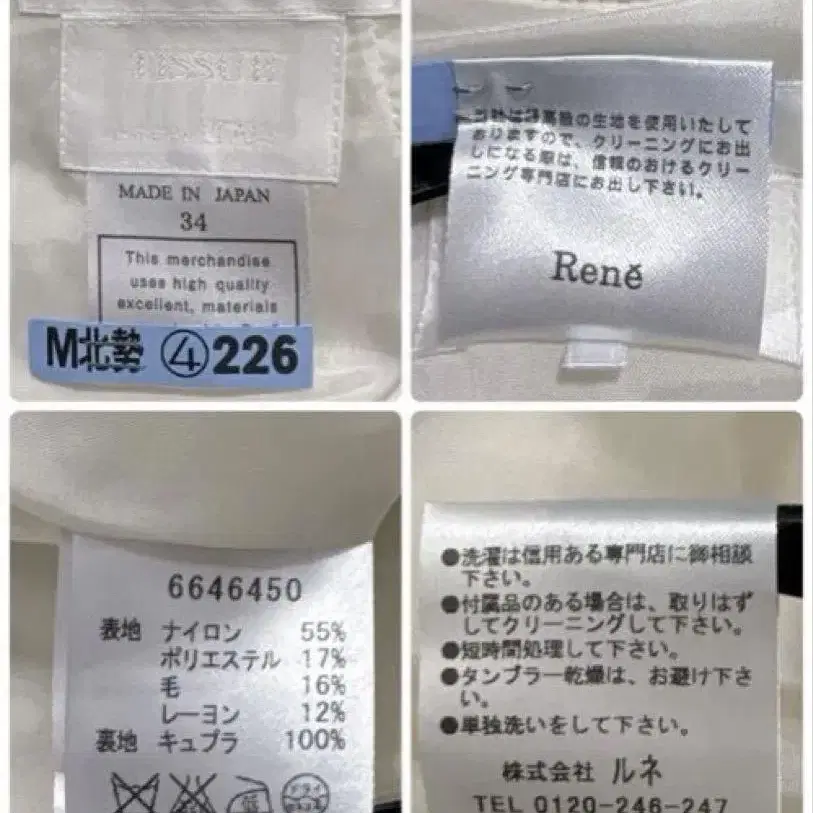 TISSUE
MADE IN JAPAN
34
This merchandise
uses high quality
excellent, materials
M北勢 ④226
高級の生地を使用いたして
おりますので、クリーニングにお出
しになる際は、信頼のおけるクリー
ニング専門店にお出し下さい。
René
6646450
表地 ナイロン 55%
ポリエステル 17%
毛 16%
レーヨン 12%
裏地 キュプラ 100%
低
ドライ
●洗濯は信用ある専門店に御相談
下さい。
●付属品のある場合は、取りはず
してクリーニングして下さい。
●短時間処理して下さい。
●タンブラー乾燥は、お避け下さ
い。
●単独洗いをして下さい。
株式会社 ルネ
TEL 0120-246-247